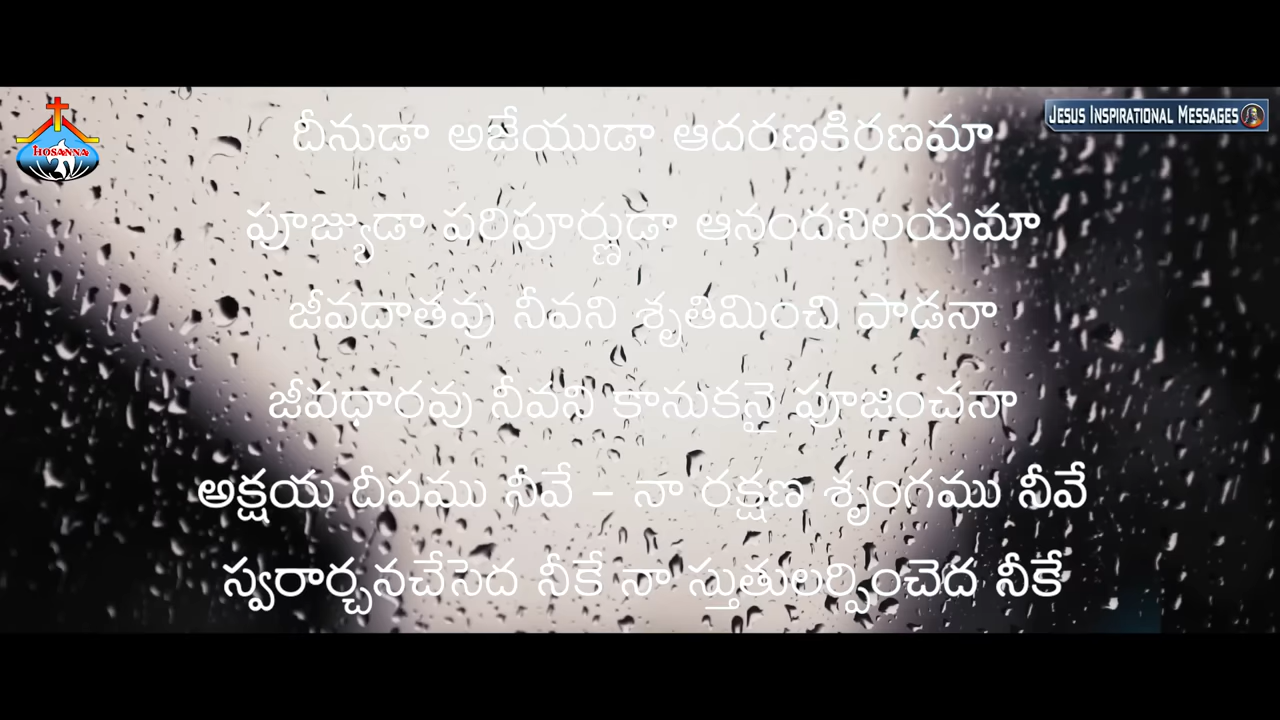 HOSANNA
JESUS INSPIRATIONAL MESSAGES
దీనుడా అజేయుడా ఆదరణకిరణమా
పూజ్యుడా పరిపూర్ణుడా ఆనందనిలయమా
జీవదాతవు నీవని శృతిమించి పాడనా
జీవధారవు నీవని కానుకనై పూజించనా
అక్షయ దీపము నీవే – నా రక్షణ శృంగము నీవే
స్వరార్చనచేసెద నీకే నా స్తుతులర్పించెద నీకే